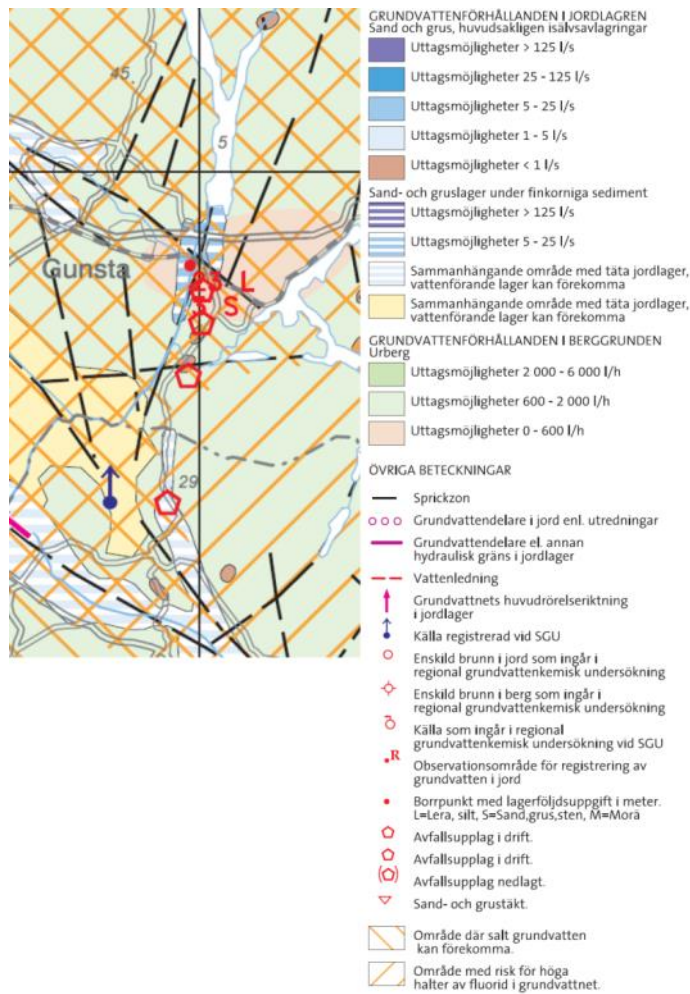 45.
5
Gunsta
L
S
29
GRUNDVATTENFÖRHÅLLANDEN I JORDLAGREN
Sand och grus, huvudsakligen isälvsavlagringar
Uttagsmöjligheter > 125 l/s
Uttagsmöjligheter 25 - 125 l/s
Uttagsmöjligheter 5 - 25 l/s
Uttagsmöjligheter 1 - 5 l/s
Uttagsmöjligheter < 1 l/s
Sand- och gruslager under finkorniga sediment
Uttagsmöjligheter > 125 l/s
Uttagsmöjligheter 5 - 25 l/s
Sammanhängande område med täta jordlager,
vattenförande lager kan förekomma
Sammanhängande område med täta jordlager,
vattenförande lager kan förekomma
GRUNDVATTENFÖRHÅLLANDEN I BERGGRUNDEN
Urberg
Uttagsmöjligheter 2 000 - 6 000 l/h
Uttagsmöjligheter 600 - 2 000 l/h
Uttagsmöjligheter 0 - 600 l/h
ÖVRIGA BETECKNINGAR
Sprickzon
Grundvattendelare i jord enl. utredningar
Grundvattendelare el. annan
hydraulisk gräns i jordlager
Vattenledning
Grundvattnets huvudrörelseriktning
i jordlager
Källa registrerad vid SGU
Enskild brunn i jord som ingår i
regional grundvattenkemisk undersökning
Enskild brunn i berg som ingår i
regional grundvattenkemisk undersökning
Källa som ingår i regional
grundvattenkemisk undersökning vid SGU
R Observationsområde för registrering av
grundvatten i jord
Borrpunkt med lagerföljdsuppgift i meter.
L=Lera, silt, S=Sand,grus,sten, M=Morä
Avfallsupplag i drift.
Avfallsupplag i drift.
Avfallsupplag nedlagt.
Sand- och grustäkt.
Område där salt grundvatten
kan förekomma.
Område med risk för höga
halter av fluorid i grundvattnet.